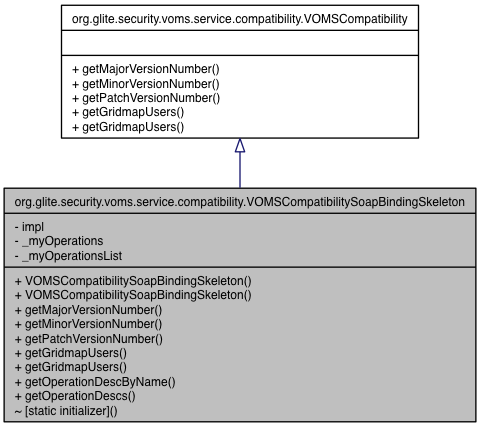 org.glite.security.voms.service.compatibility.VOMSCompatibility
+ getMajorVersionNumber()
+ getMinorVersionNumber()
+ getPatchVersionNumber()
+ getGridmapUsers()
+ getGridmapUsers()
org.glite.security.voms.service.compatibility.VOMSCompatibilitySoapBindingSkeleton
- impl
- _myOperations
- _myOperationsList
+ VOMSCompatibilitySoapBindingSkeleton()
+ VOMSCompatibilitySoapBindingSkeleton()
+ getMajorVersionNumber()
+ getMinorVersionNumber()
+ getPatchVersionNumber()
+ getGridmapUsers()
+ getGridmapUsers()
+ getOperationDescByName()
+ getOperationDescs()
~ [static initializer]()